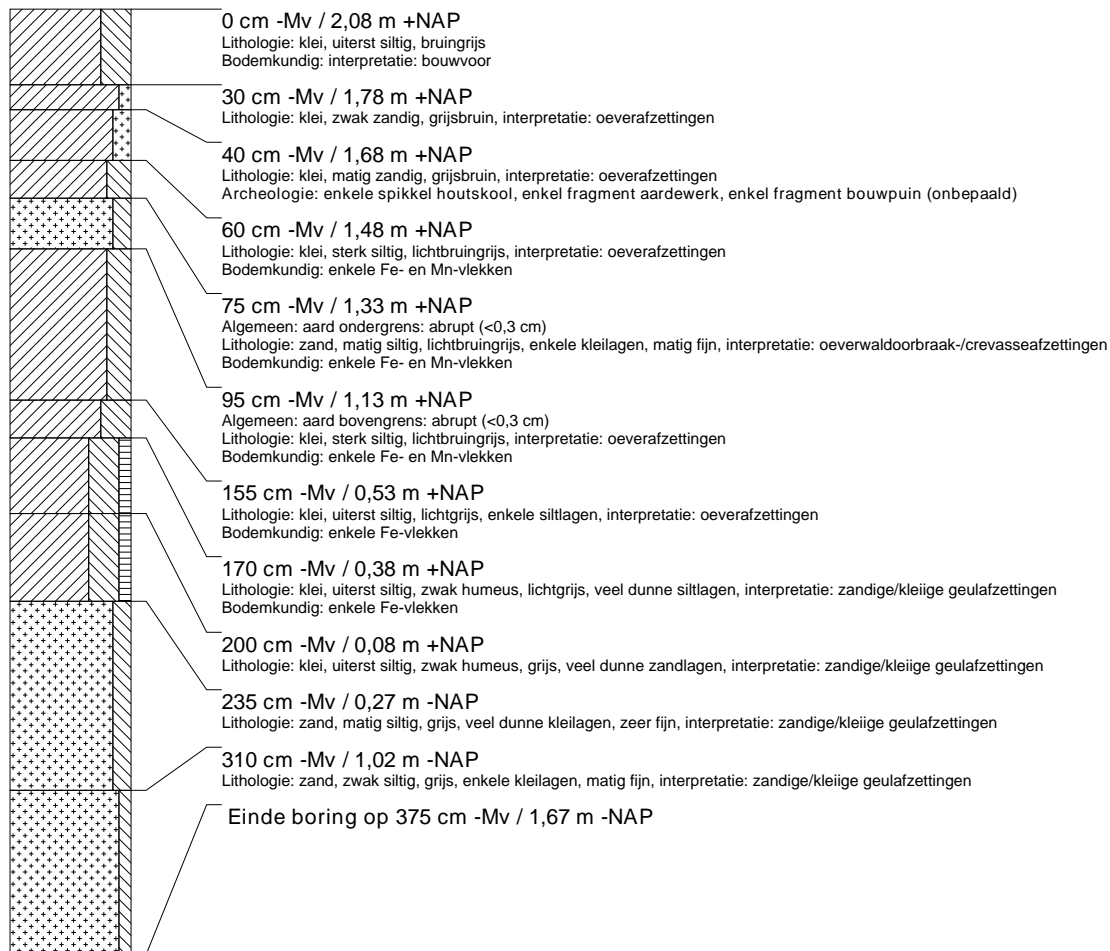 0 cm -Mv / 2,08 m +NAP
Lithologie: klei, uiterst siltig, bruingrijs
Bodemkundig: interpretatie: bouwvoor
30 cm -Mv / 1,78 m +NAP
Lithologie: klei, zwak zandig, grijsbruin, interpretatie: oeverafzettingen
40 cm -Mv / 1,68 m +NAP
Lithologie: klei, matig zandig, grijsbruin, interpretatie: oeverafzettingen
Archeologie: enkele spikkel houtskool, enkel fragment aardewerk, enkel fragment bouwpuin (onbepaald)
60 cm -Mv / 1,48 m +NAP
Lithologie: klei, sterk siltig, lichtbruingrijs, interpretatie: oeverafzettingen
Bodemkundig: enkele Fe- en Mn-vlekken
75 cm -Mv / 1,33 m +NAP
Algemeen: aard ondergrens: abrupt (<0,3 cm)
Lithologie: zand, matig siltig, lichtbruingrijs, enkele kleilagen, matig fijn, interpretatie: oeverwaldoorbraak-/crevasseafzettingen
Bodemkundig: enkele Fe- en Mn-vlekken
95 cm -Mv / 1,13 m +NAP
Algemeen: aard bovengrens: abrupt (<0,3 cm)
Lithologie: klei, sterk siltig, lichtbruingrijs, interpretatie: oeverafzettingen
Bodemkundig: enkele Fe- en Mn-vlekken
155 cm -Mv / 0,53 m +NAP
Lithologie: klei, uiterst siltig, lichtgrijs, enkele siltlagen, interpretatie: oeverafzettingen
Bodemkundig: enkele Fe-vlekken
170 cm -Mv / 0,38 m +NAP
Lithologie: klei, uiterst siltig, zwak humeus, lichtgrijs, veel dunne siltlagen, interpretatie: zandige/kleiige geulafzettingen
Bodemkundig: enkele Fe-vlekken
200 cm -Mv / 0,08 m +NAP
Lithologie: klei, uiterst siltig, zwak humeus, grijs, veel dunne zandlagen, interpretatie: zandige/kleiige geulafzettingen
235 cm -Mv / 0,27 m -NAP
Lithologie: zand, matig siltig, grijs, veel dunne kleilagen, zeer fijn, interpretatie: zandige/kleiige geulafzettingen
310 cm -Mv / 1,02 m -NAP
Lithologie: zand, zwak siltig, grijs, enkele kleilagen, matig fijn, interpretatie: zandige/kleiige geulafzettingen
Einde boring op 375 cm -Mv / 1,67 m -NAP